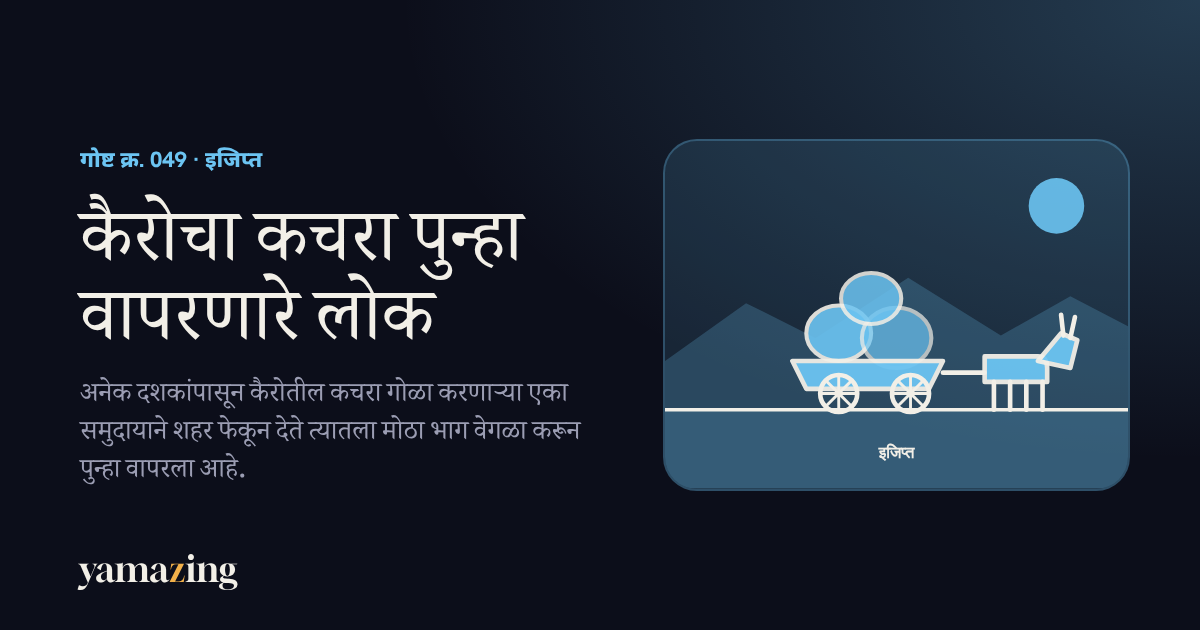 गोष्ट क्र. 049 · इजिप्त
कैरोचा कचरा पुन्हा
वापरणारे लोक
अनेक दशकांपासून कैरोतील कचरा गोळा करणाऱ्या एका
समुदायाने शहर फेकून देते त्यातला मोठा भाग वेगळा करून
पुन्हा वापरला आहे.
इजिप्त
yamazing